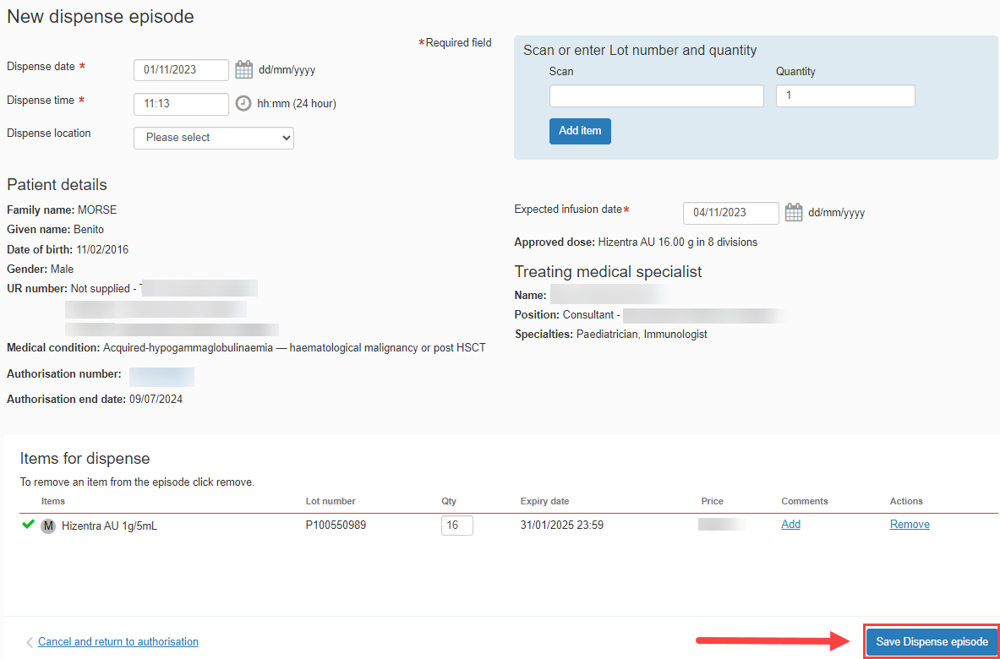 New dispense episode
*Required field
Dispense date *
01/11/2023
dd/mm/yyyy
Dispense time *
11:13
hh:mm (24 hour)
Dispense location
Please select
Scan or enter Lot number and quantity
Scan
Quantity
1
Add item
Patient details
Family name: MORSE
Given name: Benito
Date of birth: 11/02/2016
Gender: Male
UR number: Not supplied -
Medical condition: Acquired-hypogammaglobulinaemia — haematological malignancy or post HSCT
Authorisation number:
Authorisation end date: 09/07/2024
Expected infusion date*
04/11/2023
dd/mm/yyyy
Approved dose: Hizentra AU 16.00 g in 8 divisions
Treating medical specialist
Name:
Position: Consultant -
Specialties: Paediatrician, Immunologist
Items for dispense
To remove an item from the episode click remove.
Items Lot number Qty Expiry date Price Comments Actions
M Hizentra AU 1g/5mL P100550989 16 31/01/2025 23:59 Add Remove
Cancel and return to authorisation
Save Dispense episode